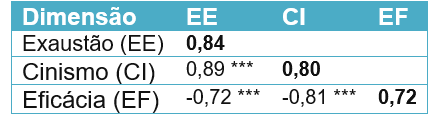 Dimensão EE CI EF
Exaustão (EE) 0,84
Cinismo (CI) 0,89 *** 0,80
Eficácia (EF) -0,72 *** -0,81 *** 0,72